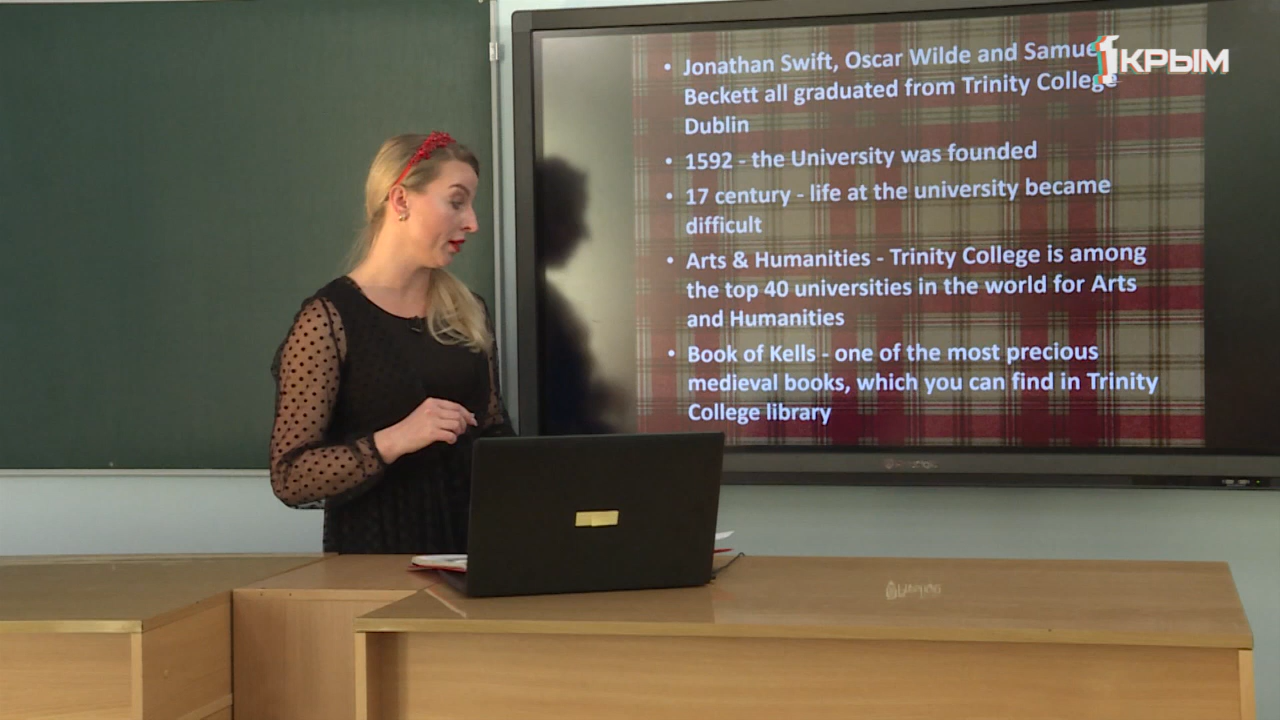 1КРЫМ
• Jonathan Swift, Oscar Wilde and Samuel
Beckett all graduated from Trinity College
Dublin
• 1592 - the University was founded
• 17 century - life at the university became
difficult
• Arts & Humanities - Trinity College is among
the top 40 universities in the world for Arts
and Humanities
• Book of Kells - one of the most precious
medieval books, which you can find in Trinity
College library